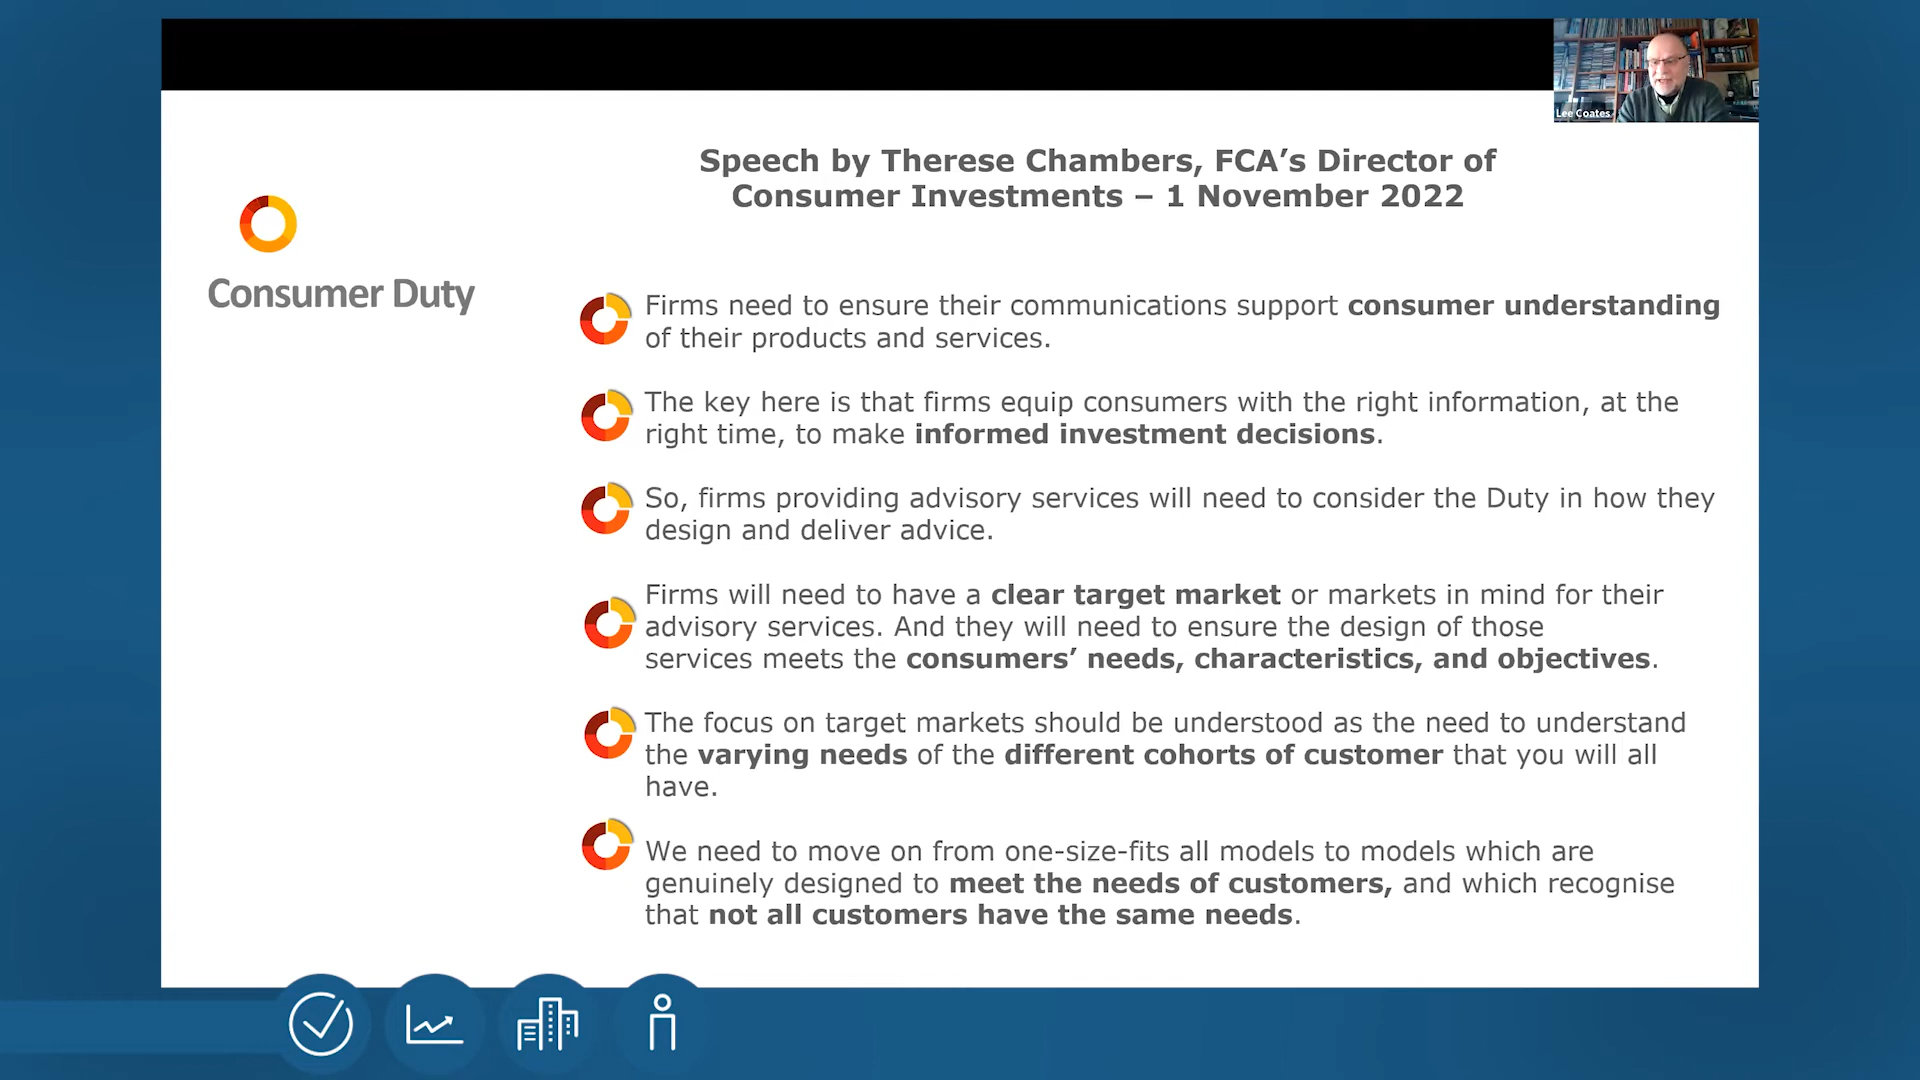 Lee Coates
Speech by Therese Chambers, FCA’s Director of
Consumer Investments – 1 November 2022
Consumer Duty
Firms need to ensure their communications support consumer understanding
of their products and services.
The key here is that firms equip consumers with the right information, at the
right time, to make informed investment decisions.
So, firms providing advisory services will need to consider the Duty in how they
design and deliver advice.
Firms will need to have a clear target market or markets in mind for their
advisory services. And they will need to ensure the design of those
services meets the consumers’ needs, characteristics, and objectives.
The focus on target markets should be understood as the need to understand
the varying needs of the different cohorts of customer that you will all
have.
We need to move on from one-size-fits all models to models which are
genuinely designed to meet the needs of customers, and which recognise
that not all customers have the same needs.